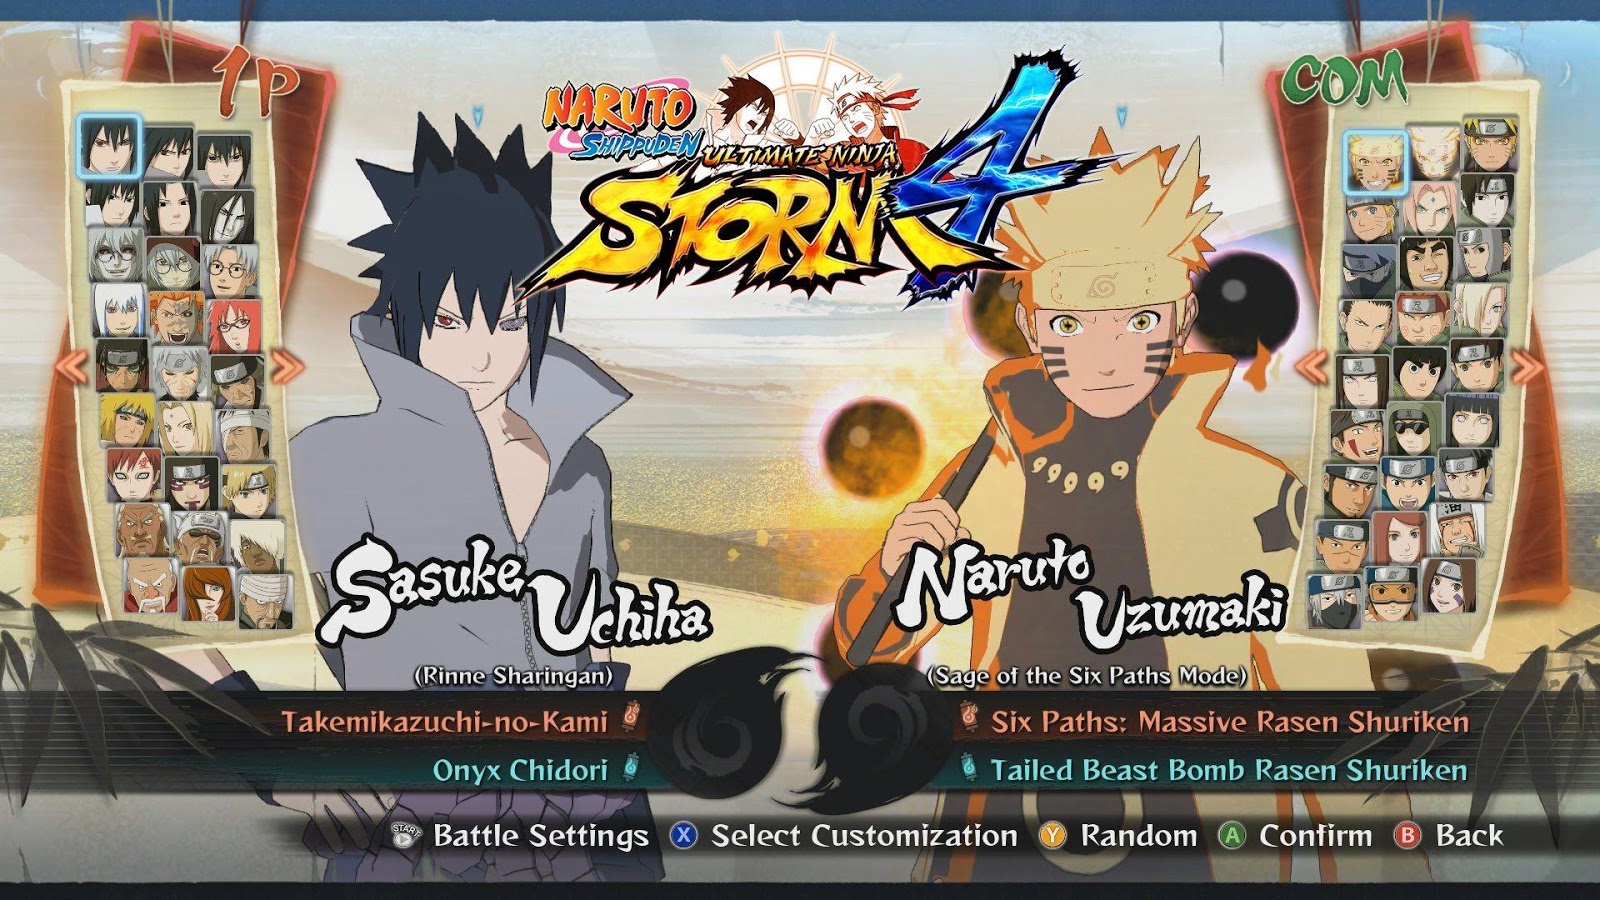 1P
COM
NARUTO
SHIPPUDEN
ULTIMATE NINJA
STORM 4
Sasuke
Uchiha
(Rinne Sharingan)
Takemikazuchi-no-Kami
Onyx Chidori
Naruto
Uzumaki
(Sage of the Six Paths Mode)
Six Paths: Massive Rasen Shuriken
Tailed Beast Bomb Rasen Shuriken
START Battle Settings X Select Customization Y Random A Confirm B Back